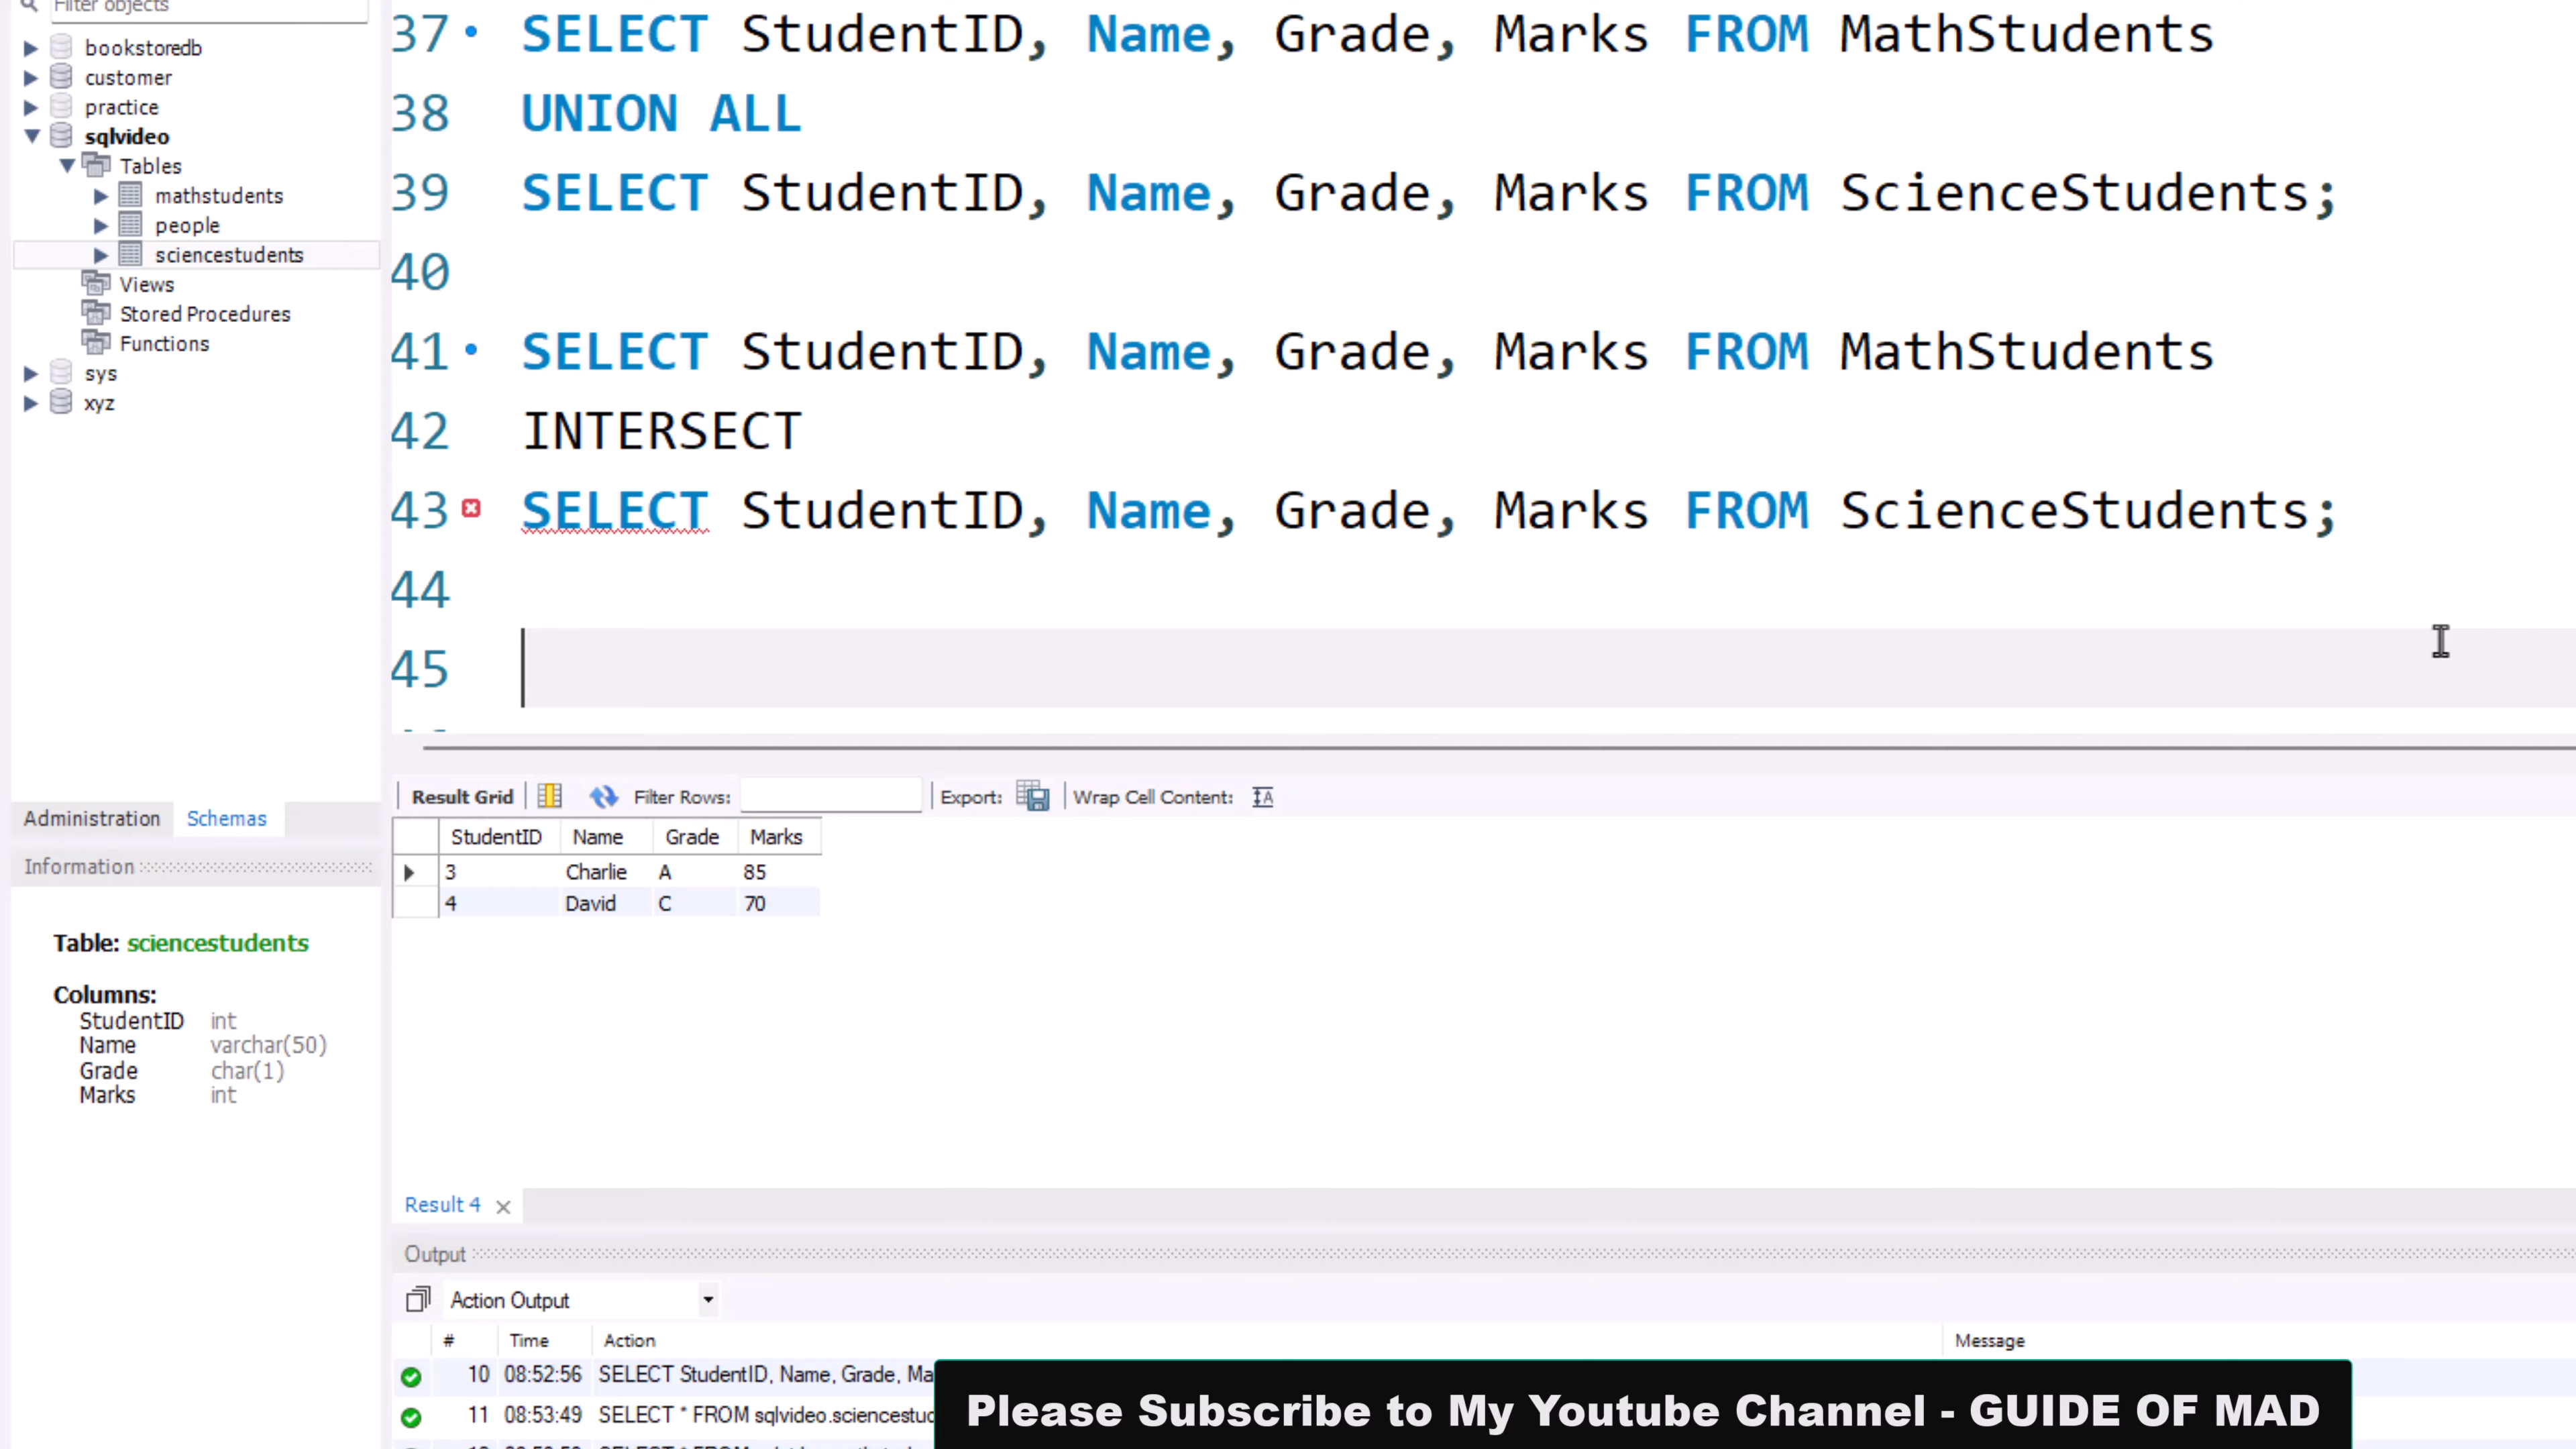 Filter objects
bookstoredb
customer
practice
sqlvideo
Tables
mathstudents
people
sciencestudents
Views
Stored Procedures
Functions
sys
xyz
Administration Schemas
Information
Table: sciencestudents
Columns:
StudentID int
Name varchar(50)
Grade char(1)
Marks int
37 SELECT StudentID, Name, Grade, Marks FROM MathStudents
38 UNION ALL
39 SELECT StudentID, Name, Grade, Marks FROM ScienceStudents;
40
41 SELECT StudentID, Name, Grade, Marks FROM MathStudents
42 INTERSECT
43 SELECT StudentID, Name, Grade, Marks FROM ScienceStudents;
44
45
Result Grid Filter Rows: Export: Wrap Cell Content:
StudentID Name Grade Marks
3 Charlie A 85
4 David C 70
Result 4
Output
Action Output
# Time Action Message
10 08:52:56 SELECT StudentID, Name, Grade, Ma
11 08:53:49 SELECT * FROM sqlvideo.sciencestuc
Please Subscribe to My Youtube Channel - GUIDE OF MAD